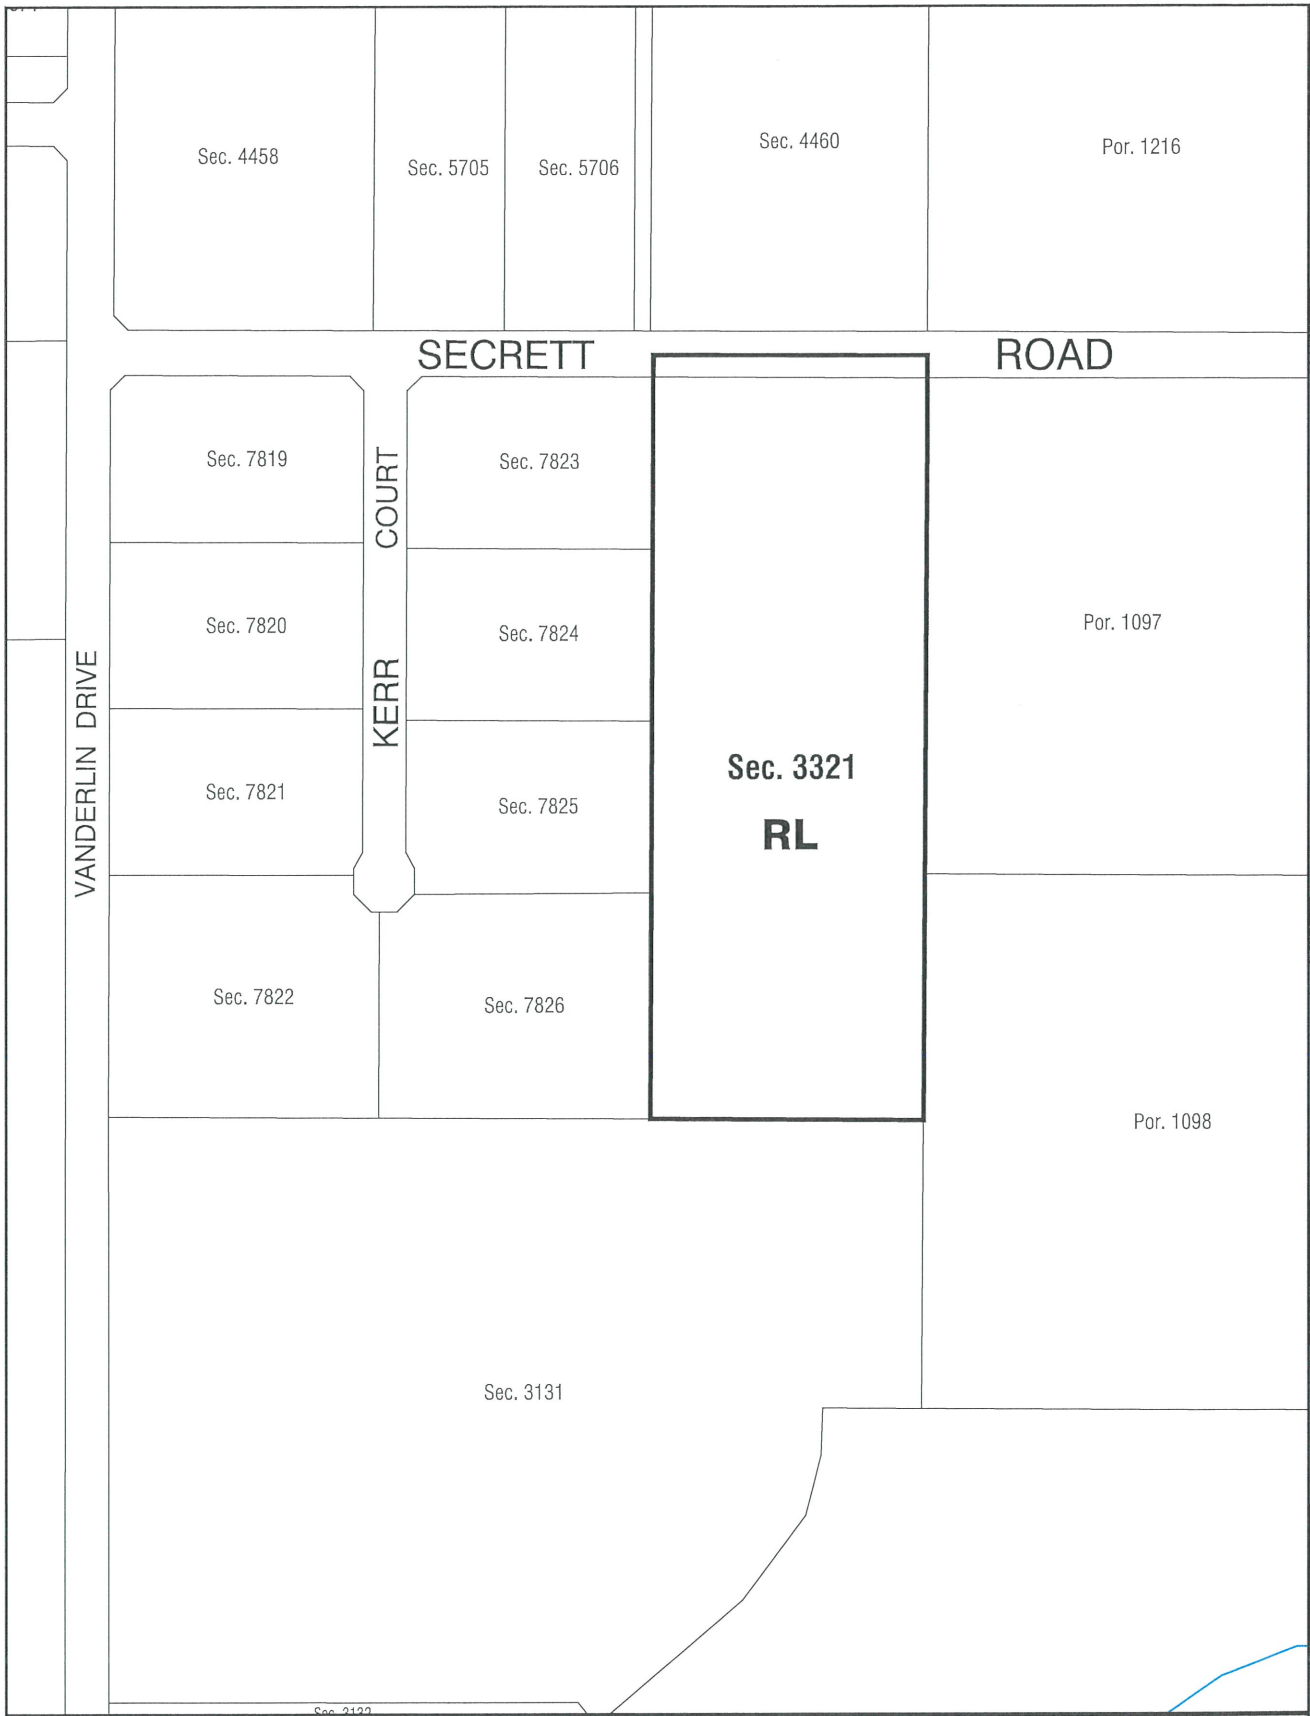 Sec. 4458
Sec. 5705
Sec. 5706
Sec. 4460
Por. 1216
SECRETT ROAD
Sec. 7819
COURT
Sec. 7823
Sec. 7820
Sec. 7824
Por. 1097
VANDERLIN DRIVE
KERR
Sec. 3321
RL
Sec. 7821
Sec. 7825
Sec. 7822
Sec. 7826
Por. 1098
Sec. 3131
Sec. 3132